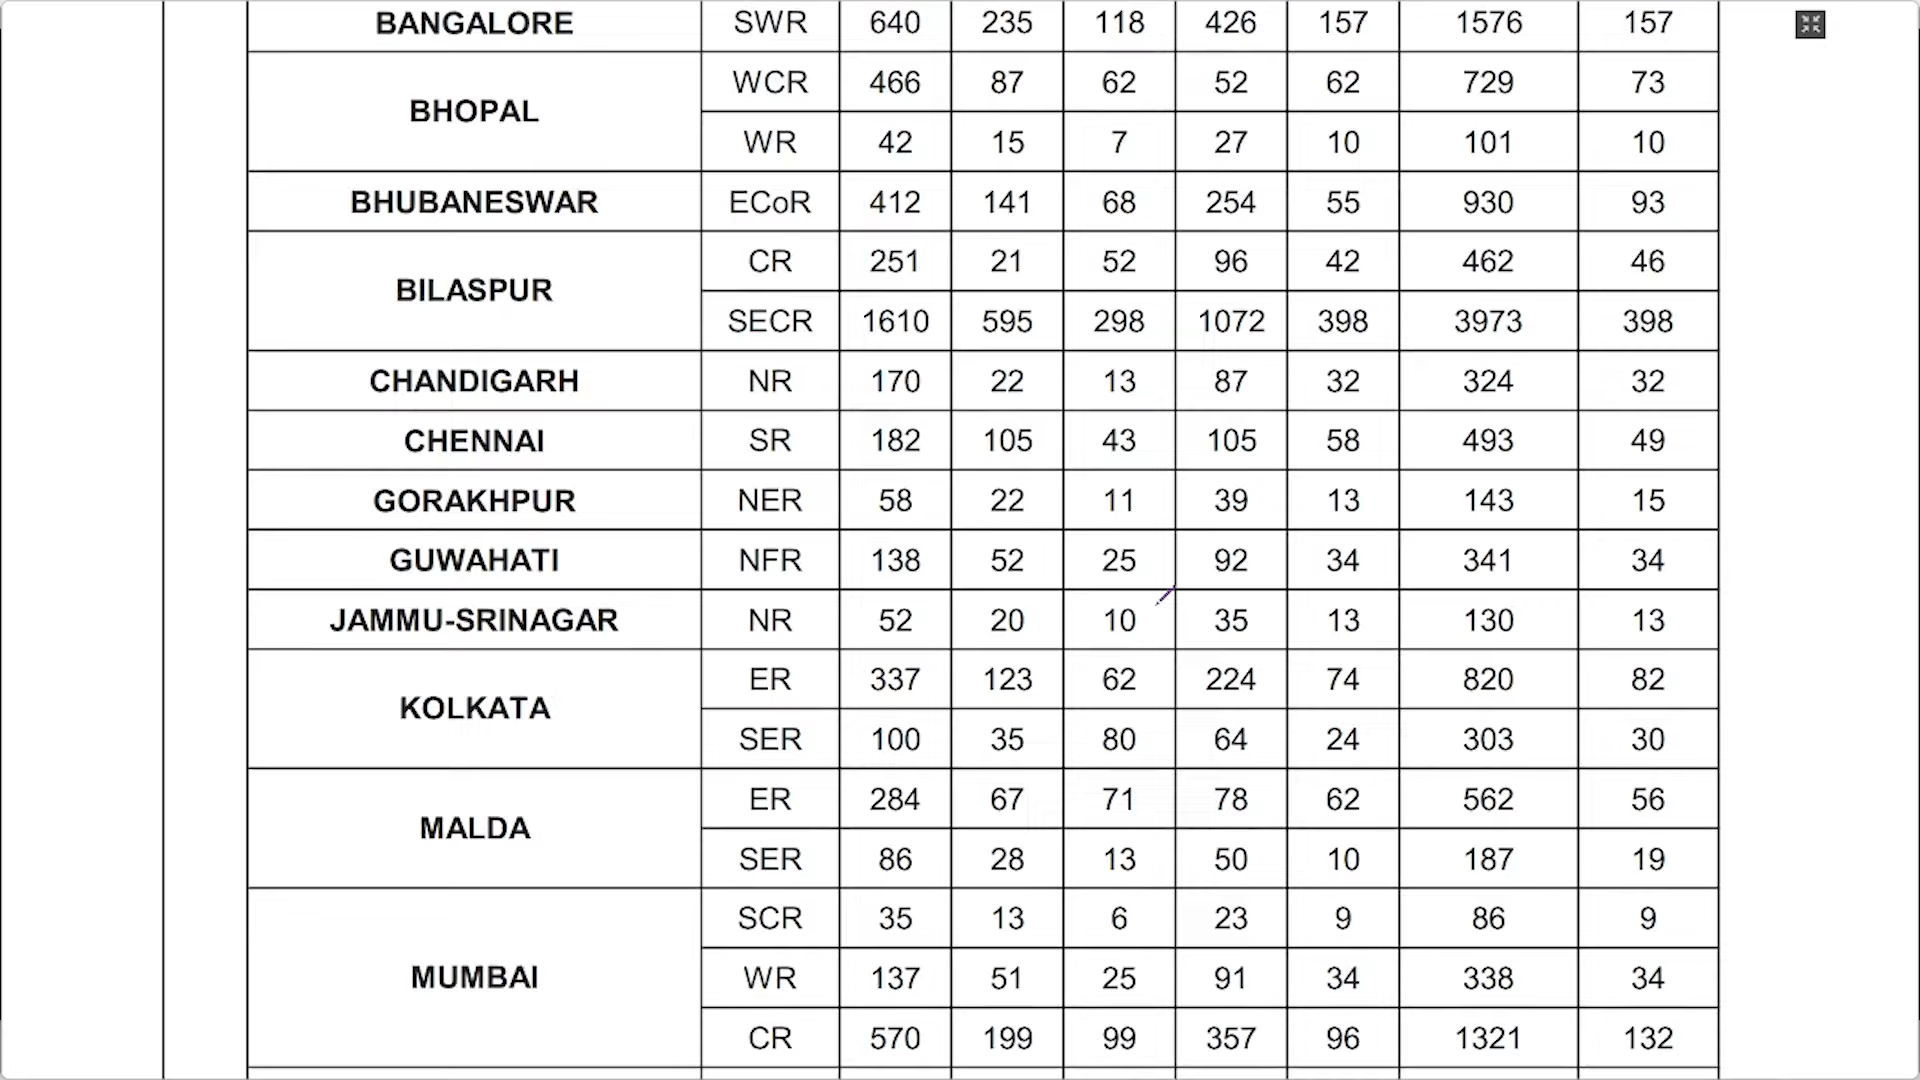 BANGALORE SWR 640 235 118 426 157 1576 157
BHOPAL WCR 466 87 62 52 62 729 73
WR 42 15 7 27 10 101 10
BHUBANESWAR ECoR 412 141 68 254 55 930 93
BILASPUR CR 251 21 52 96 42 462 46
SECR 1610 595 298 1072 398 3973 398
CHANDIGARH NR 170 22 13 87 32 324 32
CHENNAI SR 182 105 43 105 58 493 49
GORAKHPUR NER 58 22 11 39 13 143 15
GUWAHATI NFR 138 52 25 92 34 341 34
JAMMU-SRINAGAR NR 52 20 10 35 13 130 13
KOLKATA ER 337 123 62 224 74 820 82
SER 100 35 80 64 24 303 30
MALDA ER 284 67 71 78 62 562 56
SER 86 28 13 50 10 187 19
MUMBAI SCR 35 13 6 23 9 86 9
WR 137 51 25 91 34 338 34
CR 570 199 99 357 96 1321 132